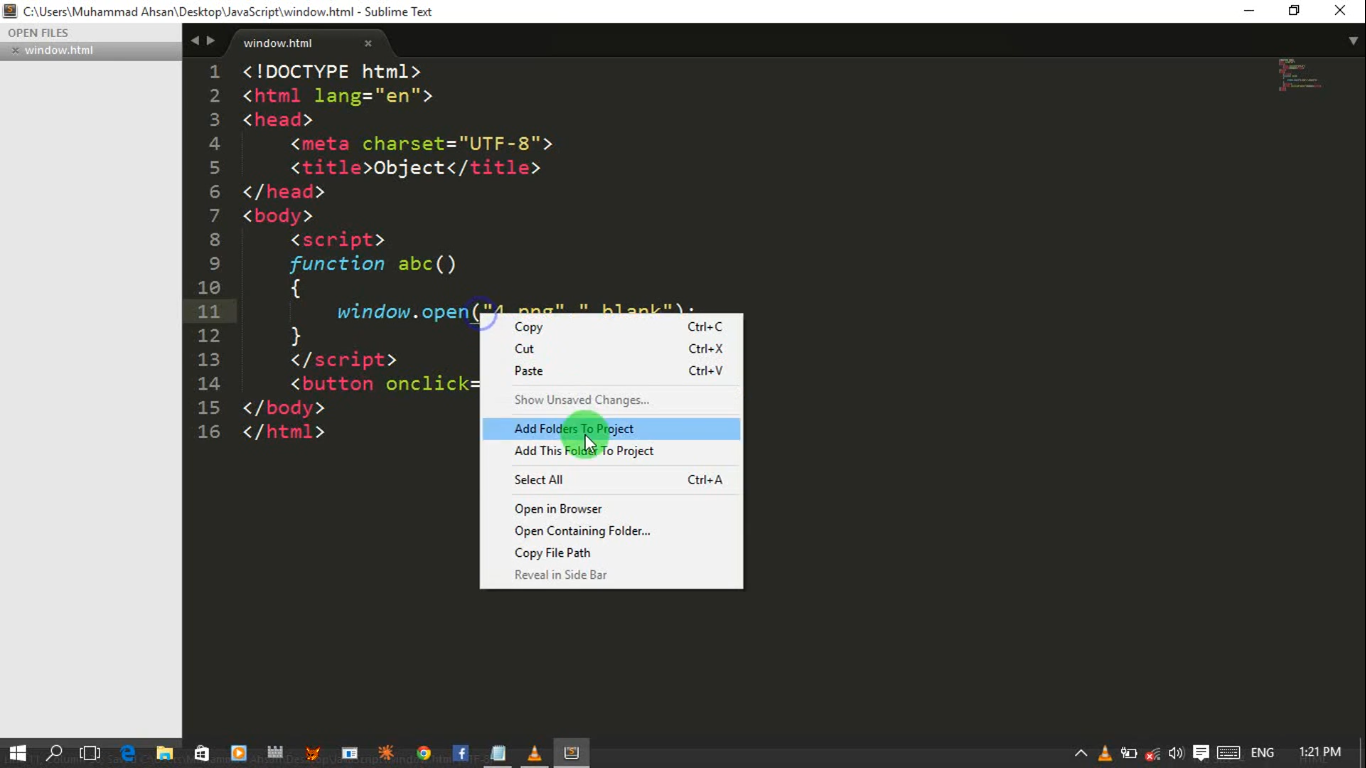 C:\Users\Muhammad Ahsan\Desktop\JavaScript\window.html - Sublime Text
OPEN FILES
window.html
window.html
1 <!DOCTYPE html>
2 <html lang="en">
3 <head>
4 <meta charset="UTF-8">
5 <title>Object</title>
6 </head>
7 <body>
8 <script>
9 function abc()
10 {
11 window.open("4.png","_blank");
12 }
13 </script>
14 <button onclick=
15 </body>
16 </html>
Copy Ctrl+C
Cut Ctrl+X
Paste Ctrl+V
Show Unsaved Changes...
Add Folders To Project
Add This Folder To Project
Select All Ctrl+A
Open in Browser
Open Containing Folder...
Copy File Path
Reveal in Side Bar
ENG
1:21 PM